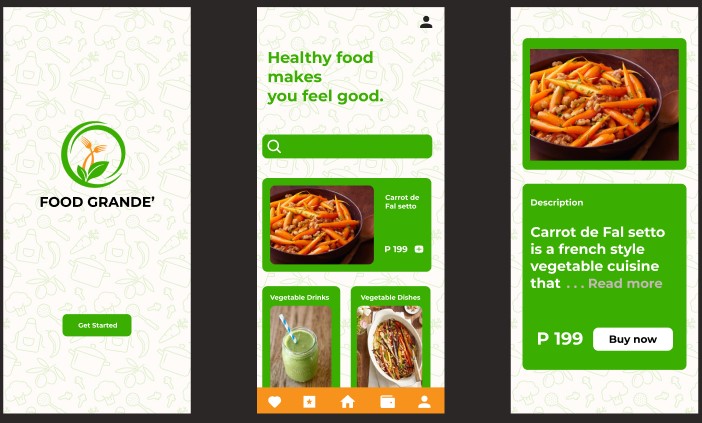 FOOD GRANDE'
Get Started
Healthy food
makes
you feel good.
Carrot de
Fal setto
P 199
Vegetable Drinks
Vegetable Dishes
Description
Carrot de Fal setto
is a french style
vegetable cuisine
that ... Read more
P 199
Buy now